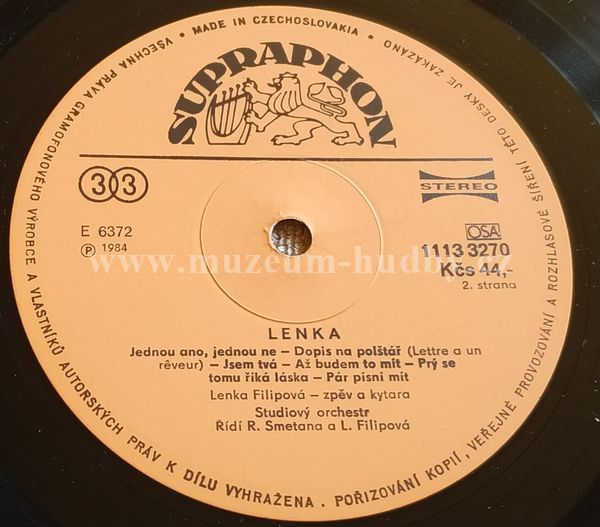 • MADE IN CZECHOSLOVAKIA • VŠECHNA PRÁVA GRAMOFONOVÉHO VÝROBCE A VLASTNÍKŮ AUTORSKÝCH PRÁV K DÍLU VYHRAŽENA. POŘIZOVÁNÍ KOPIÍ, VEŘEJNÉ PROVOZOVÁNÍ A ROZHLASOVÉ ŠÍŘENÍ TÉTO DESKY JE ZAKÁZÁNO
SUPRAPHON
33
STEREO
E 6372
Ⓟ 1984
OSA
1113 3270
Kčs 44,-
2. strana
www.muzeum-hudby.cz
LENKA
Jednou ano, jednou ne – Dopis na polštář (Lettre a un
rêveur) – Jsem tvá – Až budem to mít – Prý se
tomu říká láska – Pár písní mít
Lenka Filipová – zpěv a kytara
Studiový orchestr
Řídí R. Smetana a L. Filipová